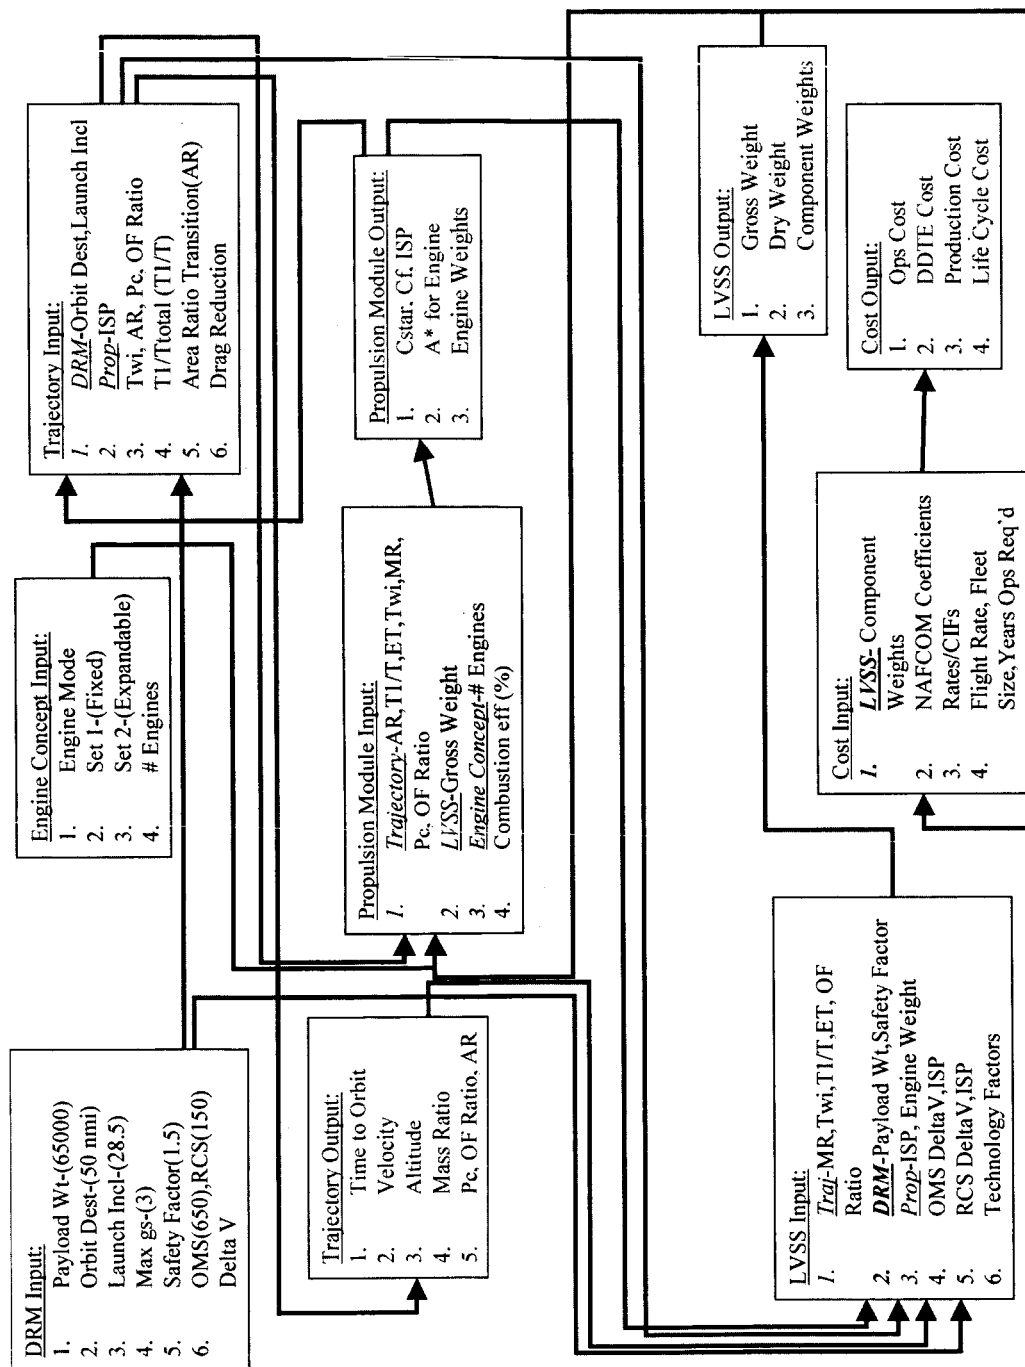 DRM Input:
1. Payload Wt-(65000)
2. Orbit Dest-(50 nmi)
3. Launch Incl-(28.5)
4. Max gs-(3)
5. Safety Factor(1.5)
6. OMS(650),RCS(150)
Delta V
Engine Concept Input:
1. Engine Mode
2. Set 1-(Fixed)
3. Set 2-(Expandable)
4. # Engines
Trajectory Input:
1. DRM-Orbit Dest,Launch Incl
2. Prop-ISP
3. Twi, AR, Pc, OF Ratio
4. T1/Ttotal (T1/T)
5. Area Ratio Transition(AR)
6. Drag Reduction
Trajectory Output:
1. Time to Orbit
2. Velocity
3. Altitude
4. Mass Ratio
5. Pc, OF Ratio, AR
Propulsion Module Input:
1. Trajectory-AR,T1/T,ET,Twi,MR,
Pc, OF Ratio
2. LVSS-Gross Weight
3. Engine Concept-# Engines
4. Combustion eff (%)
Propulsion Module Output:
1. Cstar. Cf, ISP
2. A* for Engine
3. Engine Weights
LVSS Input:
1. Traj-MR,Twi,T1/T,ET, OF
Ratio
2. DRM-Payload Wt,Safety Factor
3. Prop-ISP, Engine Weight
4. OMS DeltaV,ISP
5. RCS DeltaV,ISP
6. Technology Factors
LVSS Output:
1. Gross Weight
2. Dry Weight
3. Component Weights
Cost Input:
1. LVSS- Component
Weights
2. NAFCOM Coefficients
3. Rates/CIFs
4. Flight Rate, Fleet
Size,Years Ops Req'd
Cost Ouput:
1. Ops Cost
2. DDTE Cost
3. Production Cost
4. Life Cycle Cost